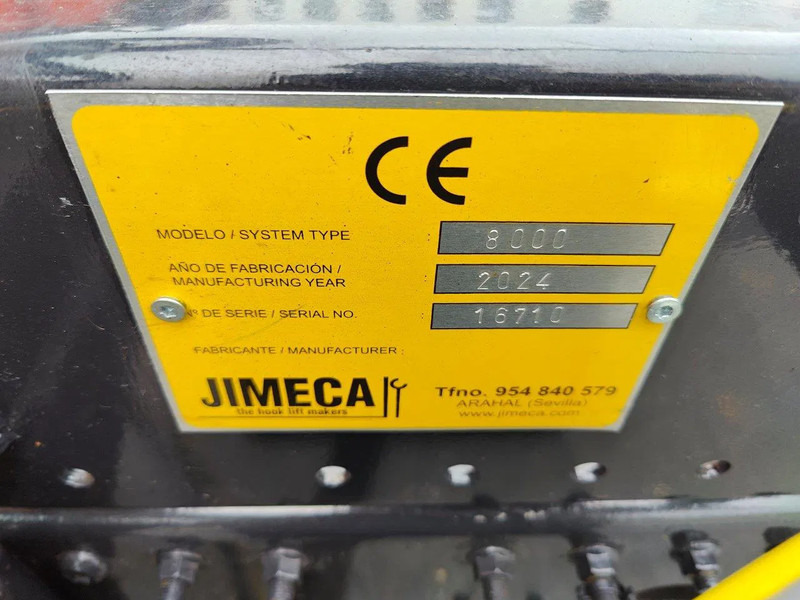 CE
MODELO / SYSTEM TYPE 8000
AÑO DE FABRICACIÓN /
MANUFACTURING YEAR 2024
Nº DE SERIE / SERIAL NO. 16710
FABRICANTE / MANUFACTURER :
JIMECA
the hook lift makers
Tfno. 954 840 579
ARAHAL (Sevilla)
www.jimeca.com